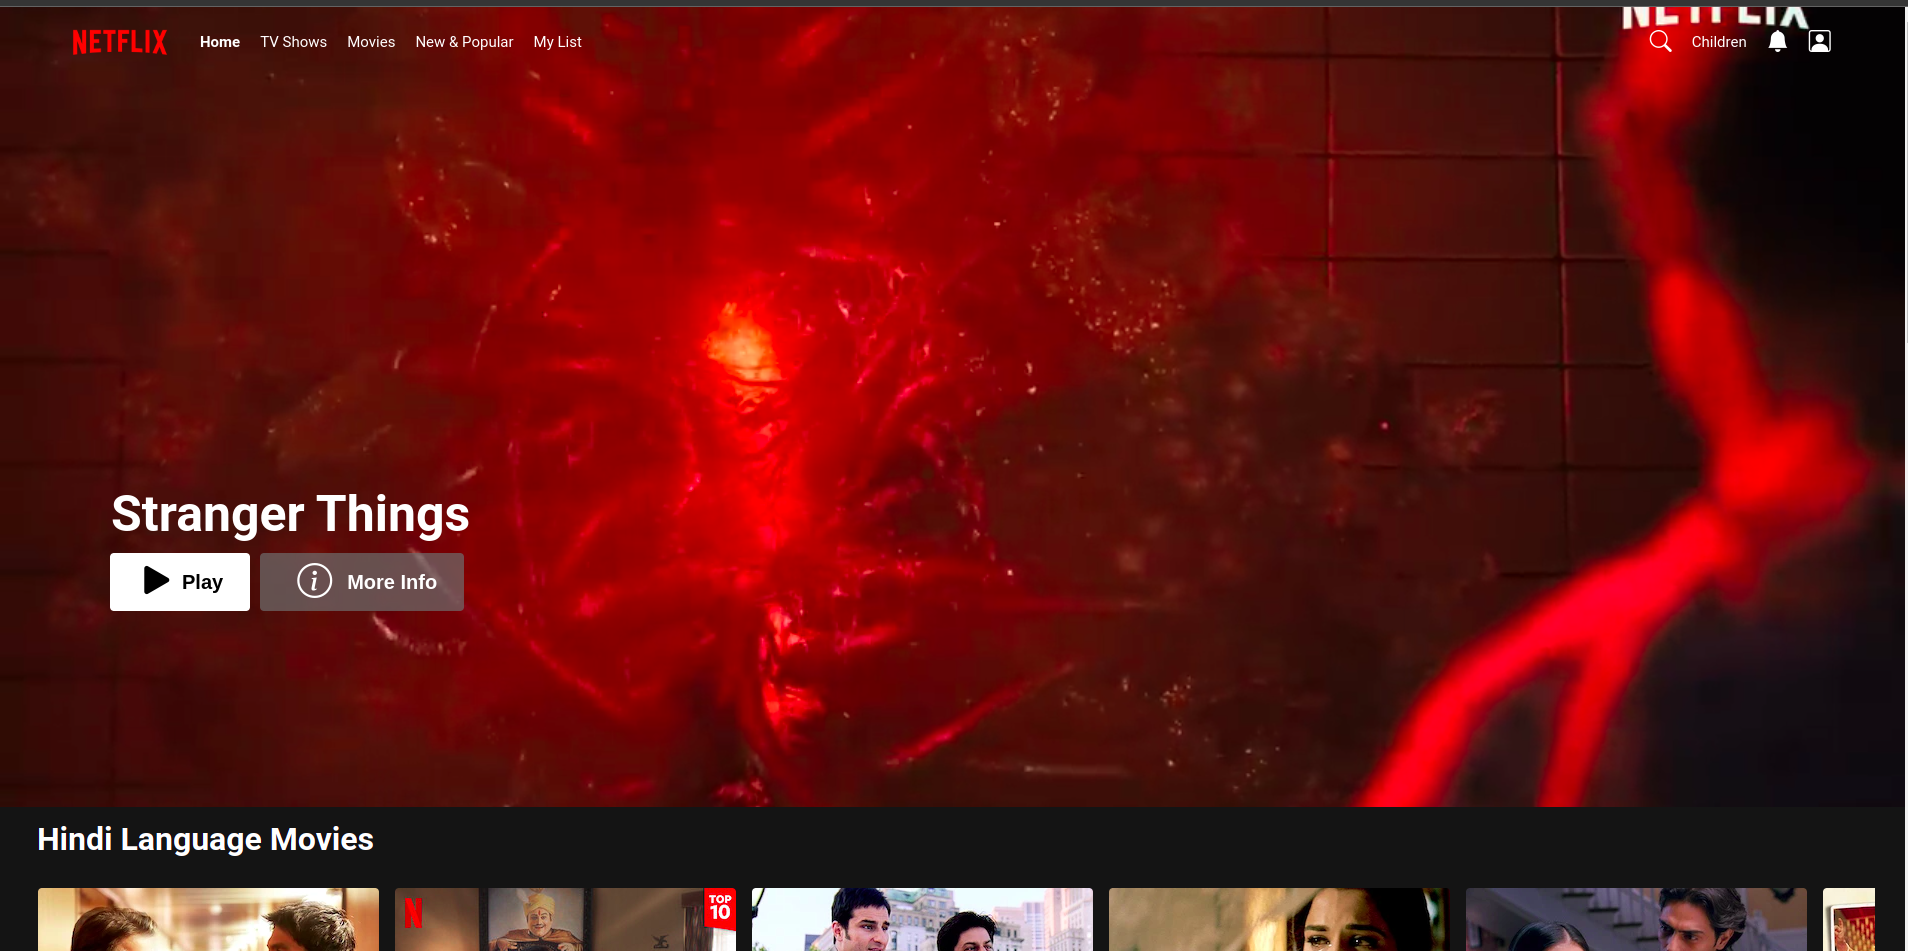 NETFLIX
NETFLIX
Home TV Shows Movies New & Popular My List
Children
Stranger Things
Play
More Info
Hindi Language Movies
N
TOP
10